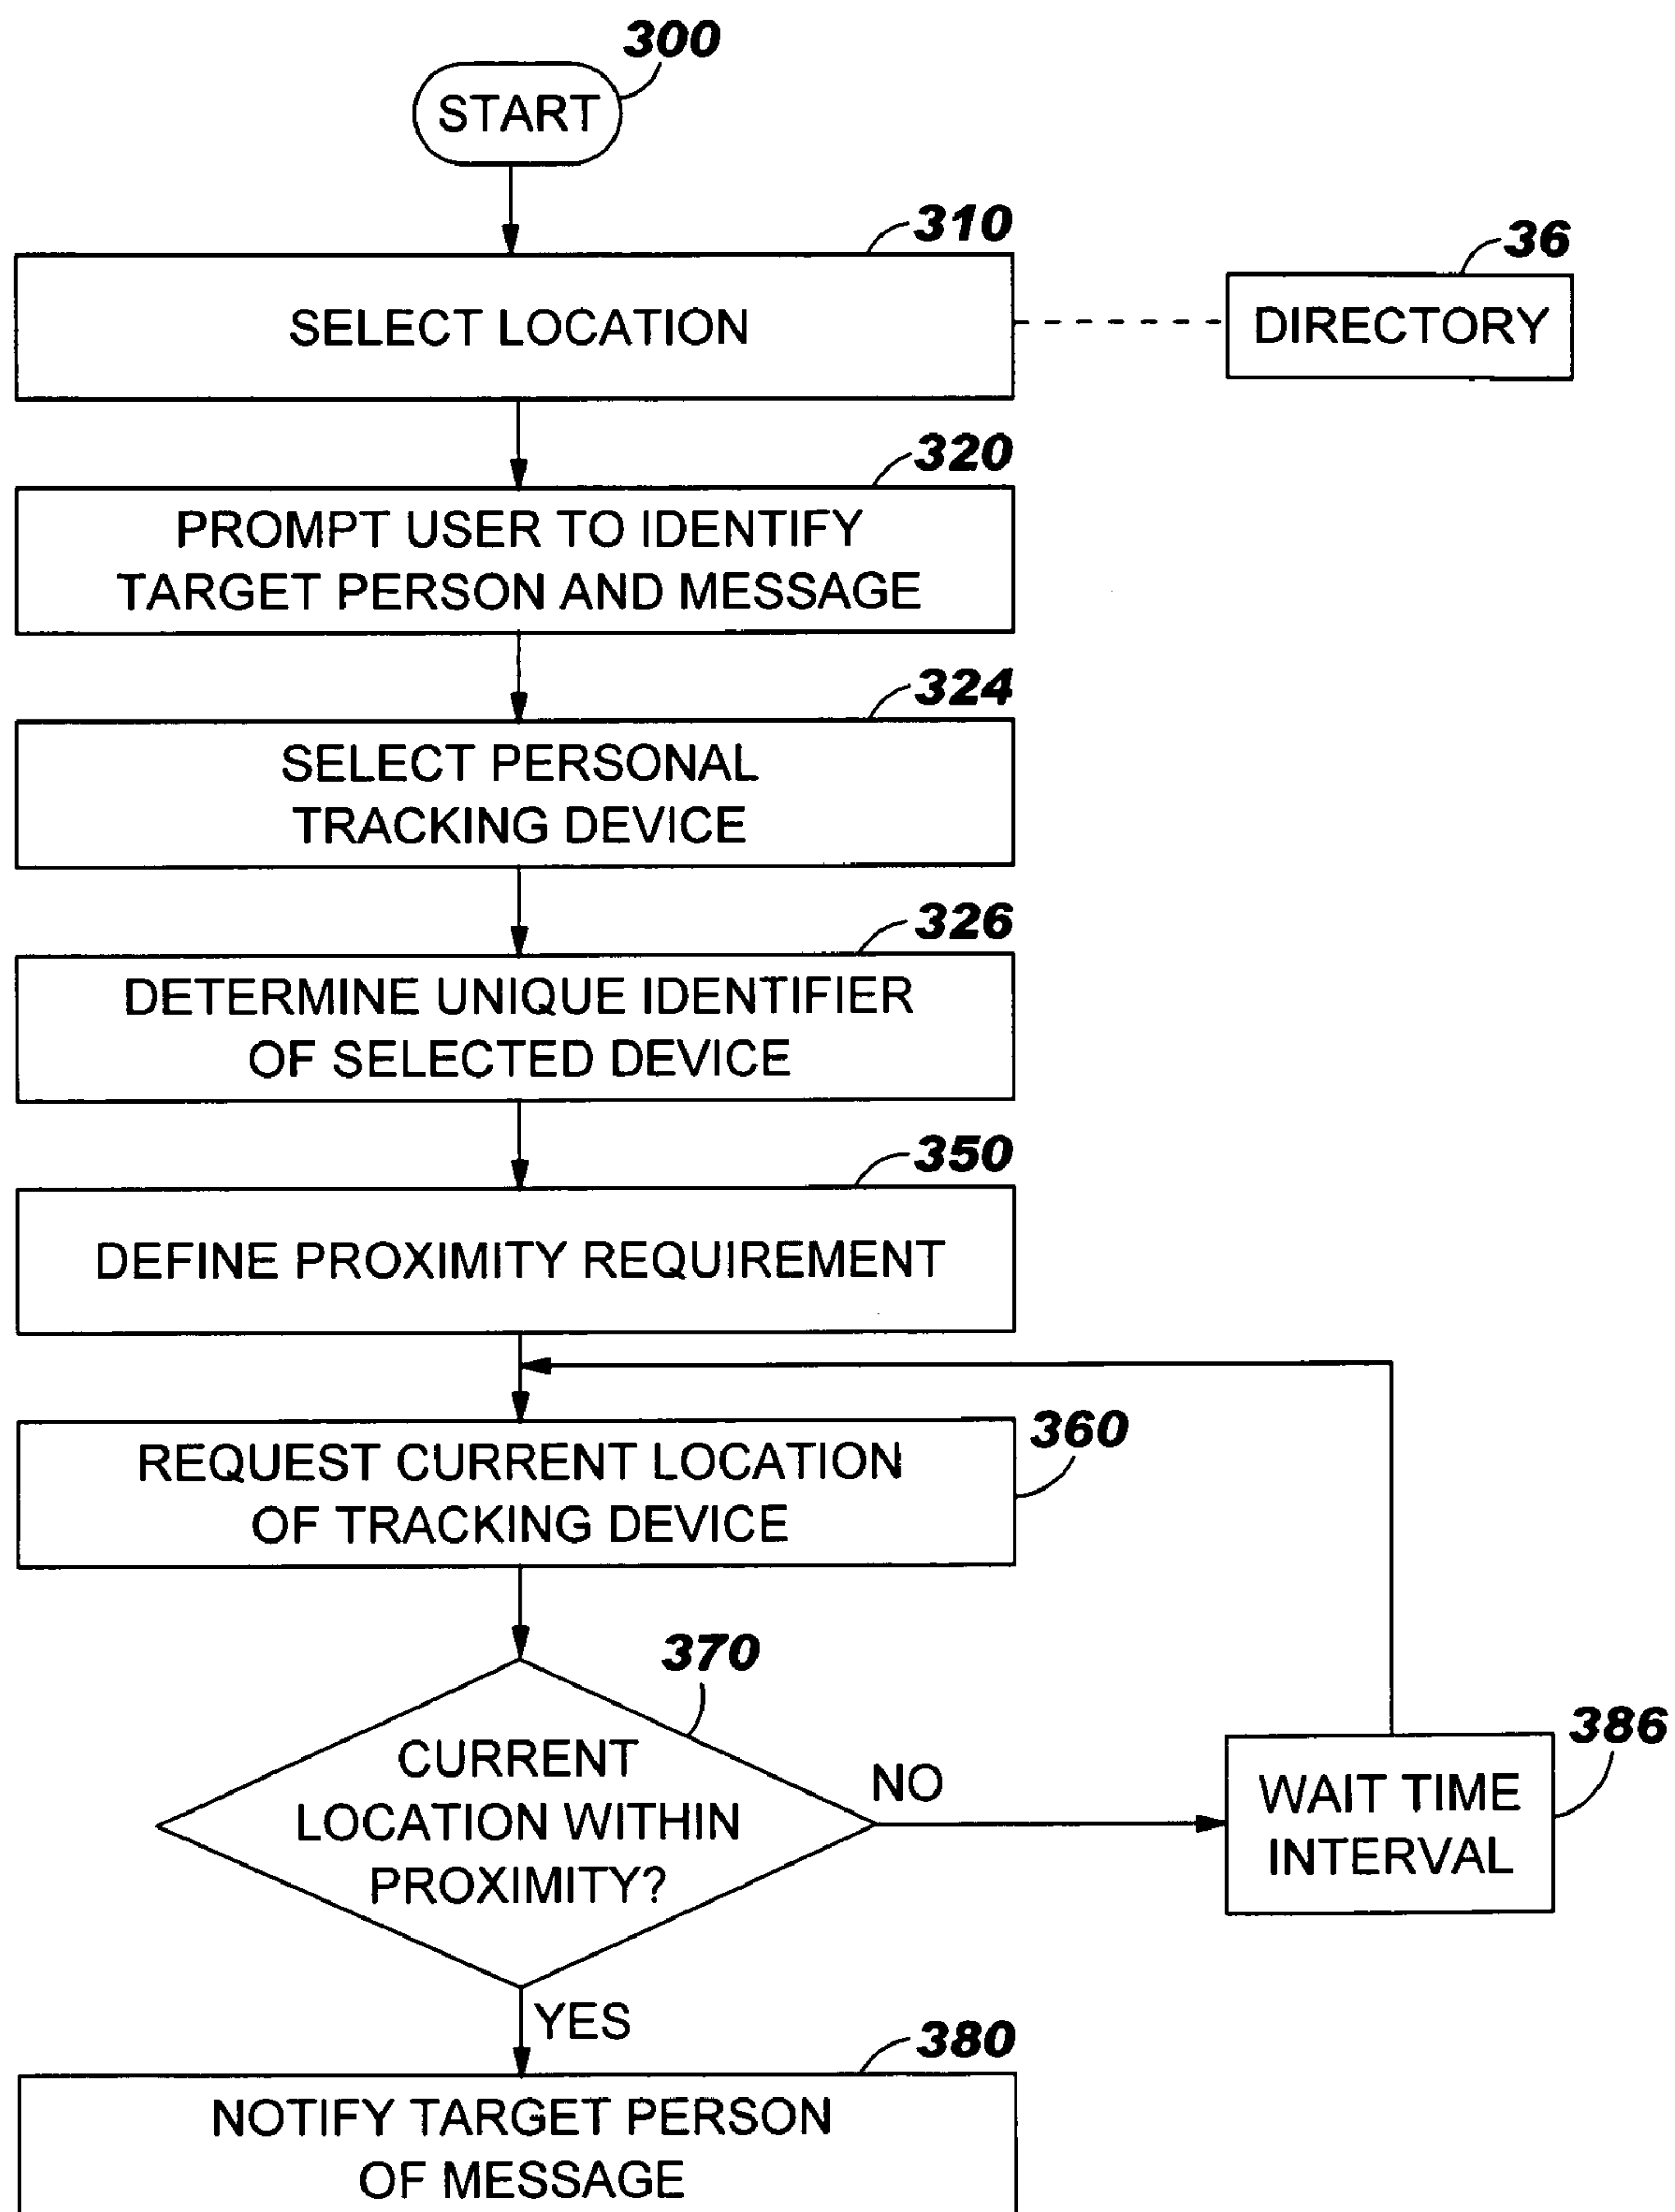 300
START
310
SELECT LOCATION
36
DIRECTORY
320
PROMPT USER TO IDENTIFY
TARGET PERSON AND MESSAGE
324
SELECT PERSONAL
TRACKING DEVICE
326
DETERMINE UNIQUE IDENTIFIER
OF SELECTED DEVICE
350
DEFINE PROXIMITY REQUIREMENT
360
REQUEST CURRENT LOCATION
OF TRACKING DEVICE
370
CURRENT
LOCATION WITHIN
PROXIMITY?
NO
386
WAIT TIME
INTERVAL
YES
380
NOTIFY TARGET PERSON
OF MESSAGE